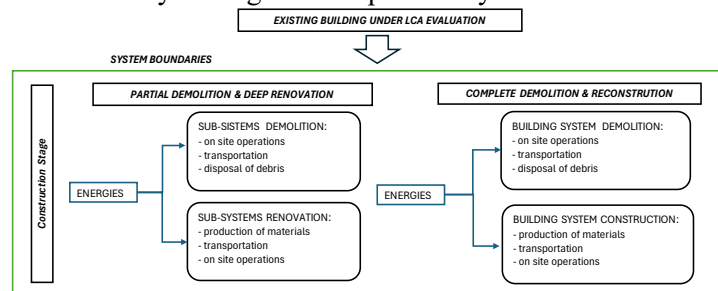 EXISTING BUILDING UNDER LCA EVALUATION
SYSTEM BOUNDARIES
Construction Stage
PARTIAL DEMOLITION & DEEP RENOVATION
SUB-SISTEMS DEMOLITION:
- on site operations
- transportation
- disposal of debris
ENERGIES
SUB-SYSTEMS RENOVATION:
- production of materials
- transportation
- on site operations
COMPLETE DEMOLITION & RECONSTRUTION
BUILDING SYSTEM DEMOLITION:
- on site operations
- transportation
- disposal of debris
ENERGIES
BUILDING SYSTEM CONSTRUCTION:
- production of materials
- transportation
- on site operations